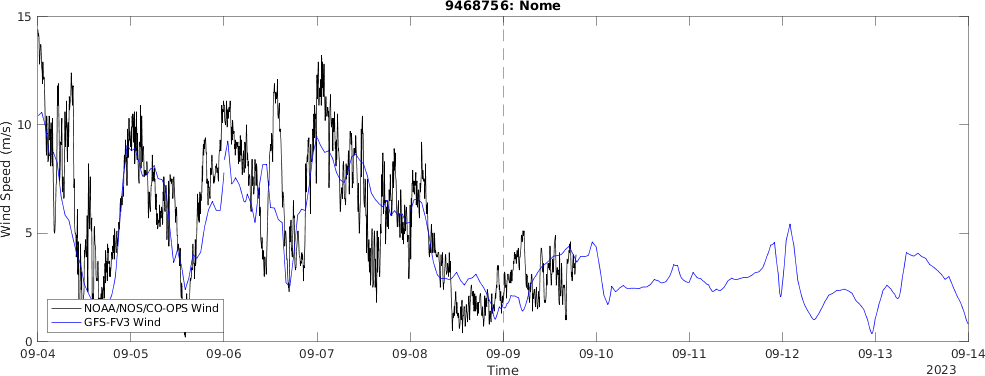 9468756: Nome
15
10
5
0
Wind Speed (m/s)
NOAA/NOS/CO-OPS Wind
GFS-FV3 Wind
09-04 09-05 09-06 09-07 09-08 09-09 09-10 09-11 09-12 09-13 09-14
Time
2023